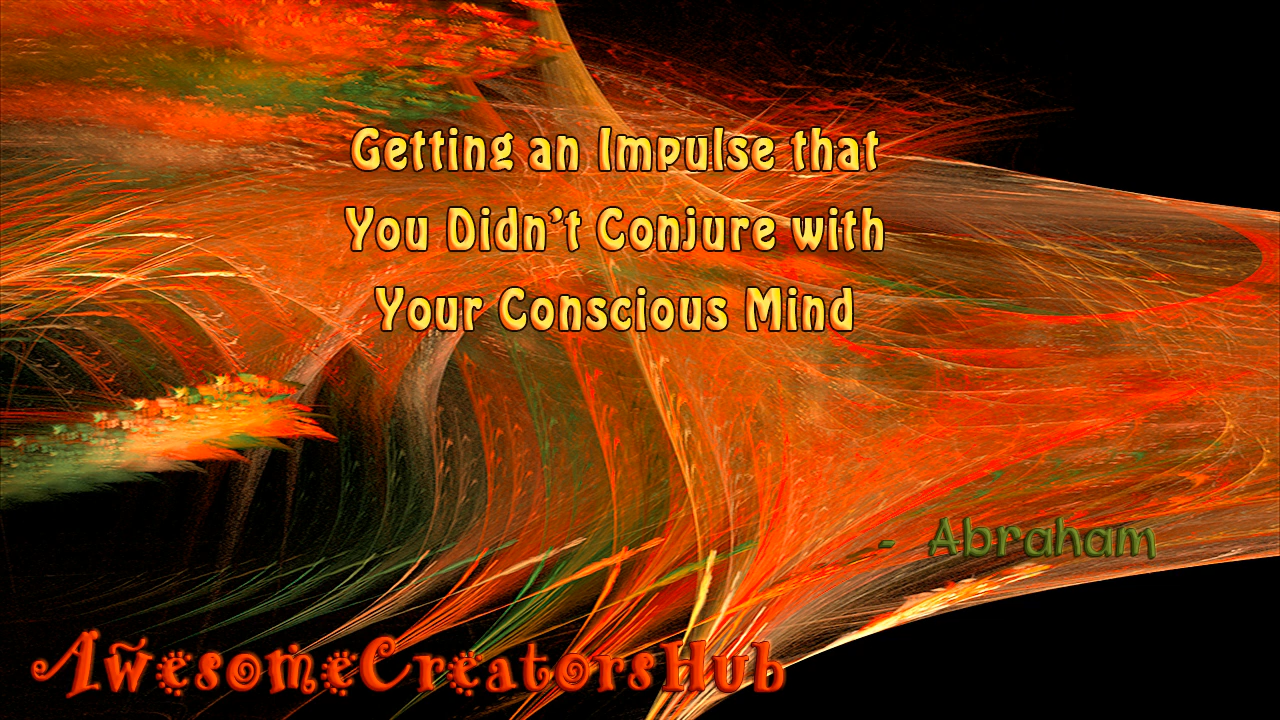 Getting an Impulse that
You Didn’t Conjure with
Your Conscious Mind
- Abraham
AwesomeCreatorsHub